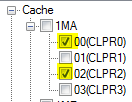 Cache
1MA
00(CLPR0)
01(CLPR1)
02(CLPR2)
03(CLPR3)